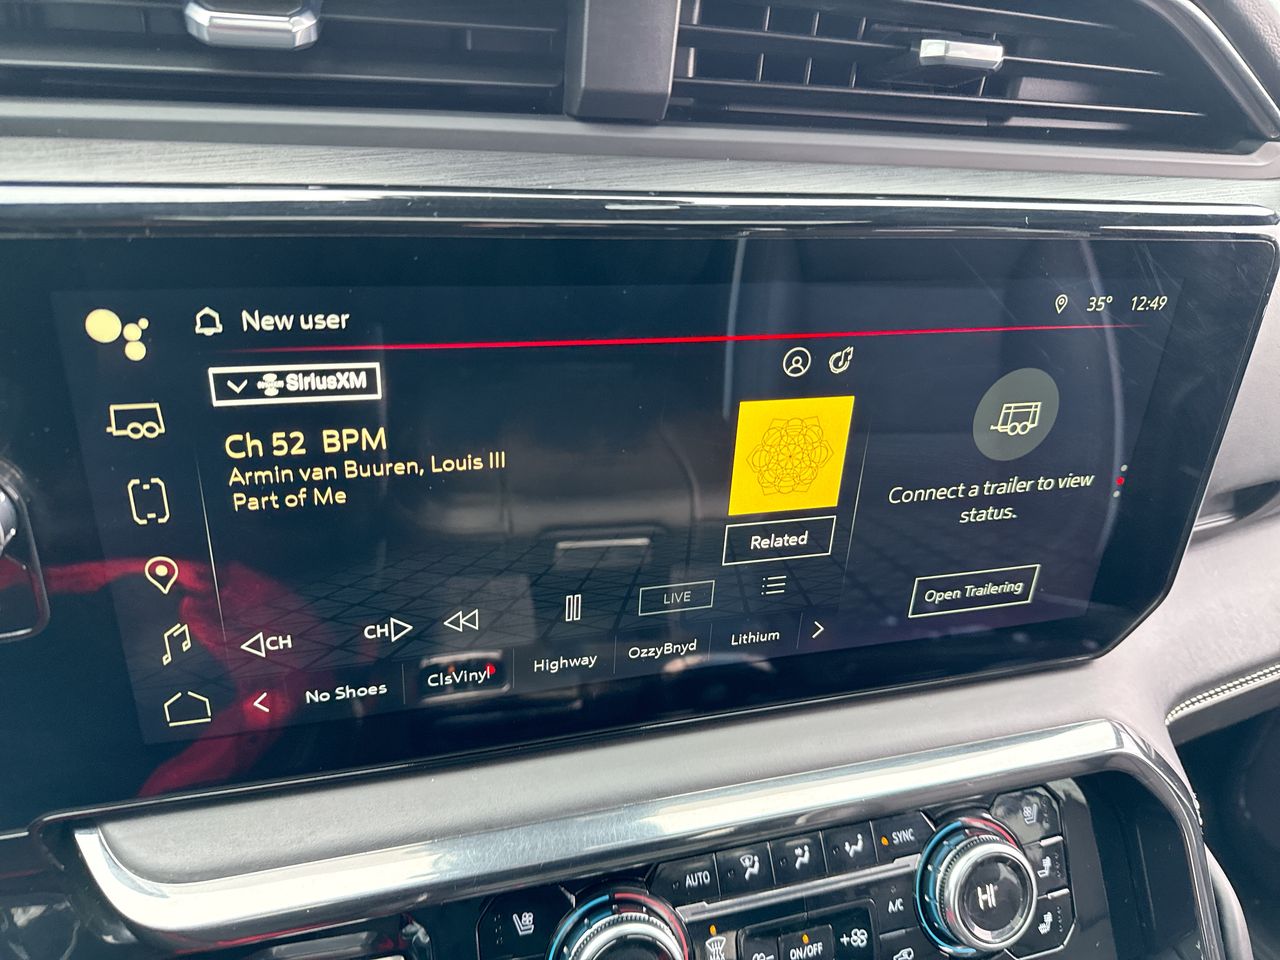 New user
35° 12:49
SiriusXM
Ch 52 BPM
Armin van Buuren, Louis III
Part of Me
Related
Connect a trailer to view
status.
Open Trailering
CH
CH
LIVE
No Shoes
ClsVinyl
Highway
OzzyBnyd
Lithium
AUTO
SYNC
A/C
HI
MAX
ON/OFF